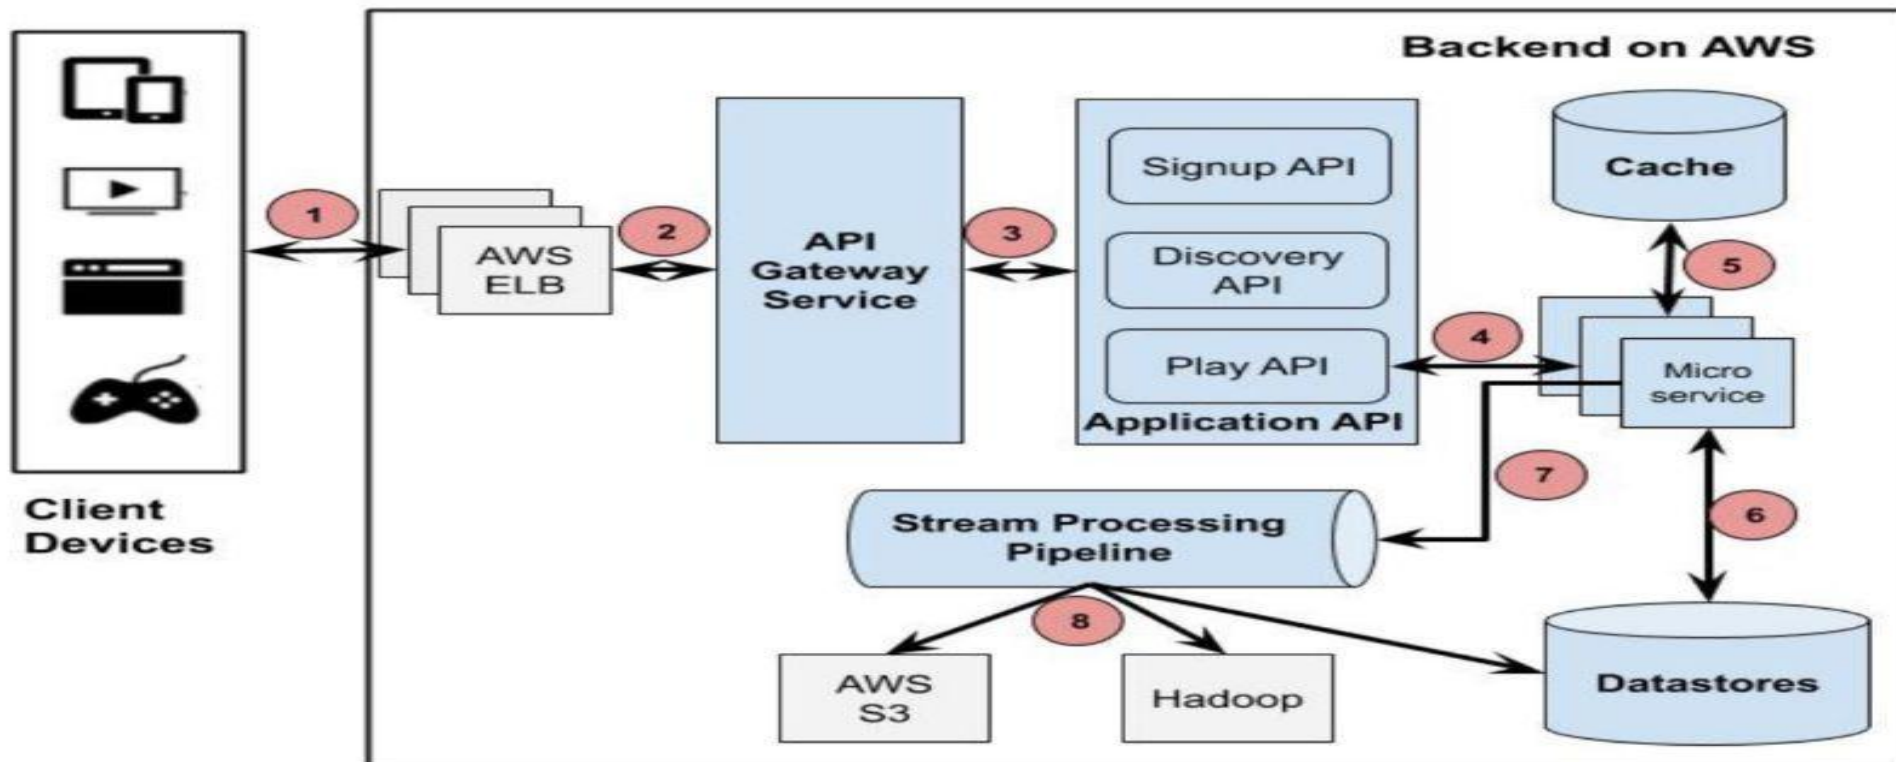 Backend on AWS
Client
Devices
1
AWS
ELB
2
API
Gateway
Service
3
Signup API
Discovery
API
Play API
Application API
4
Cache
5
Micro
service
6
7
Stream Processing
Pipeline
8
AWS
S3
Hadoop
Datastores